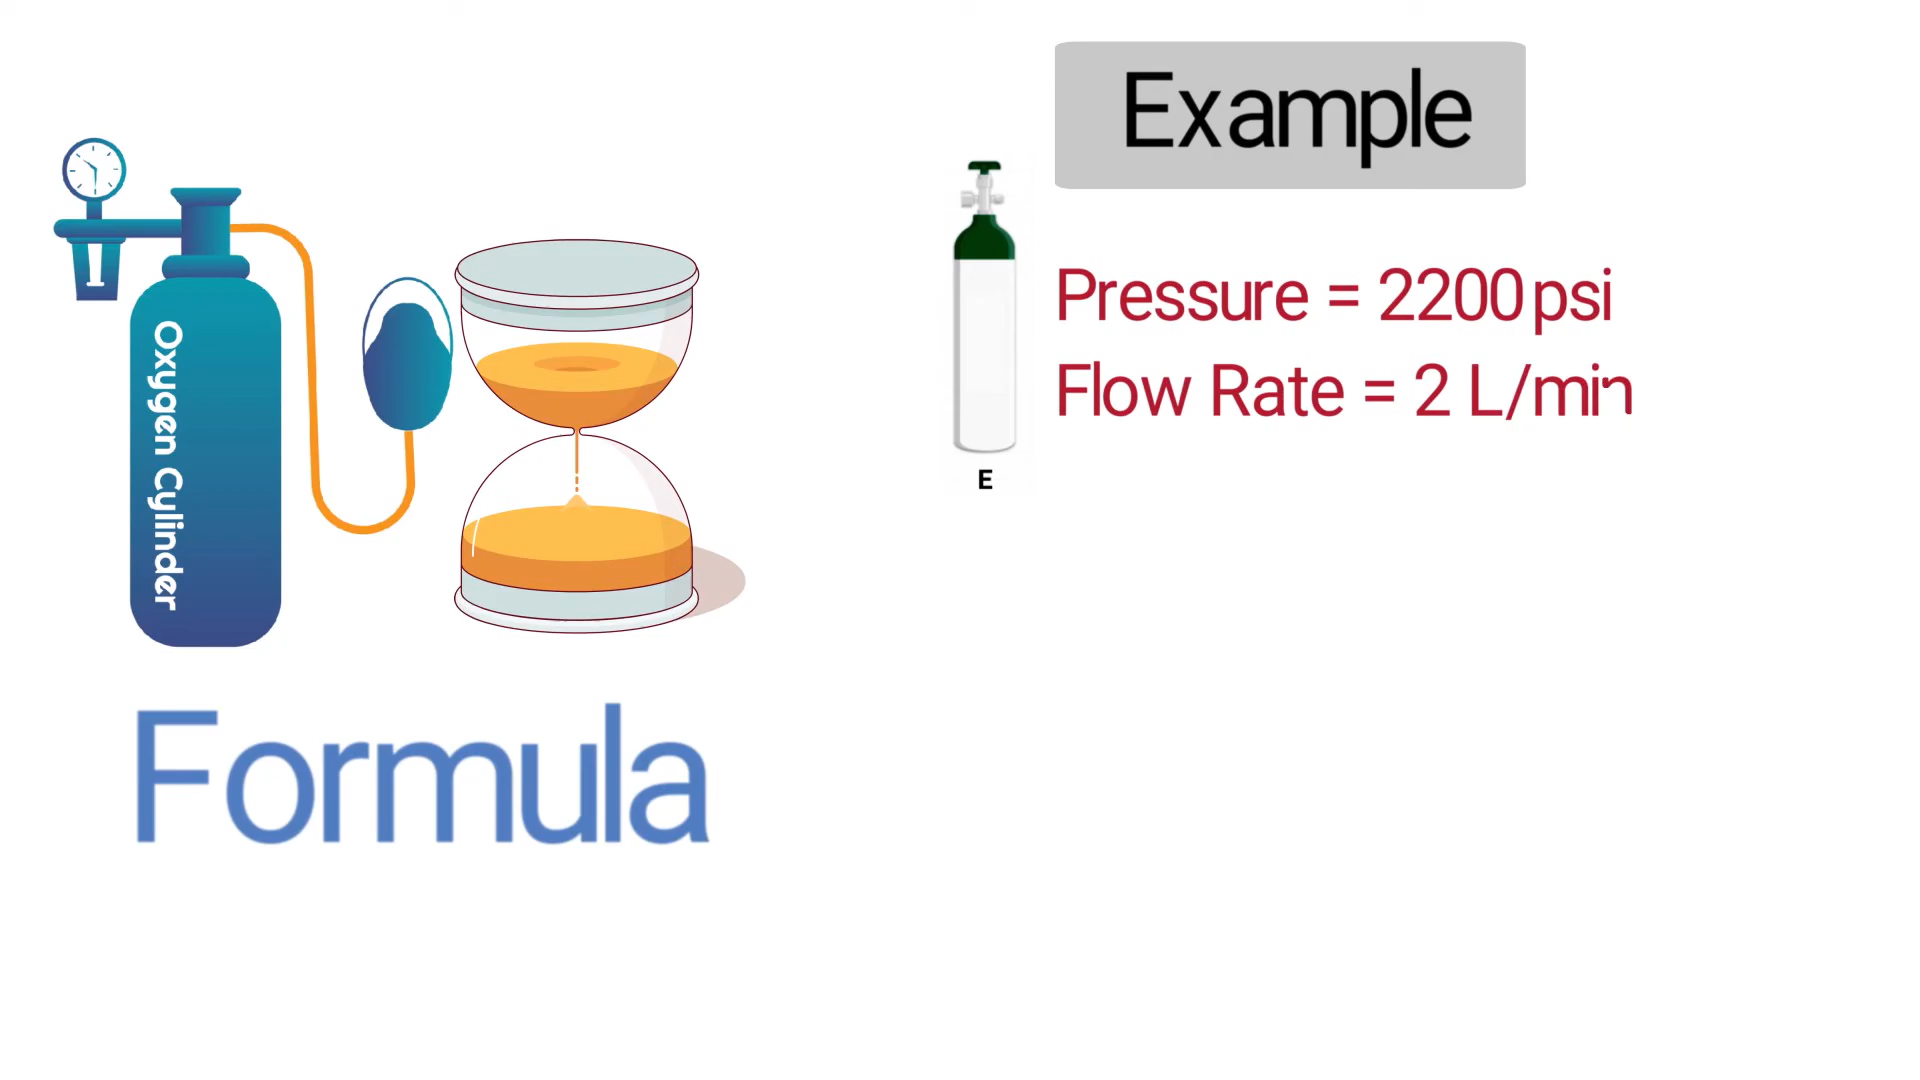 Oxygen Cylinder
Formula
Example
Pressure = 2200 psi
Flow Rate = 2 L/min
E